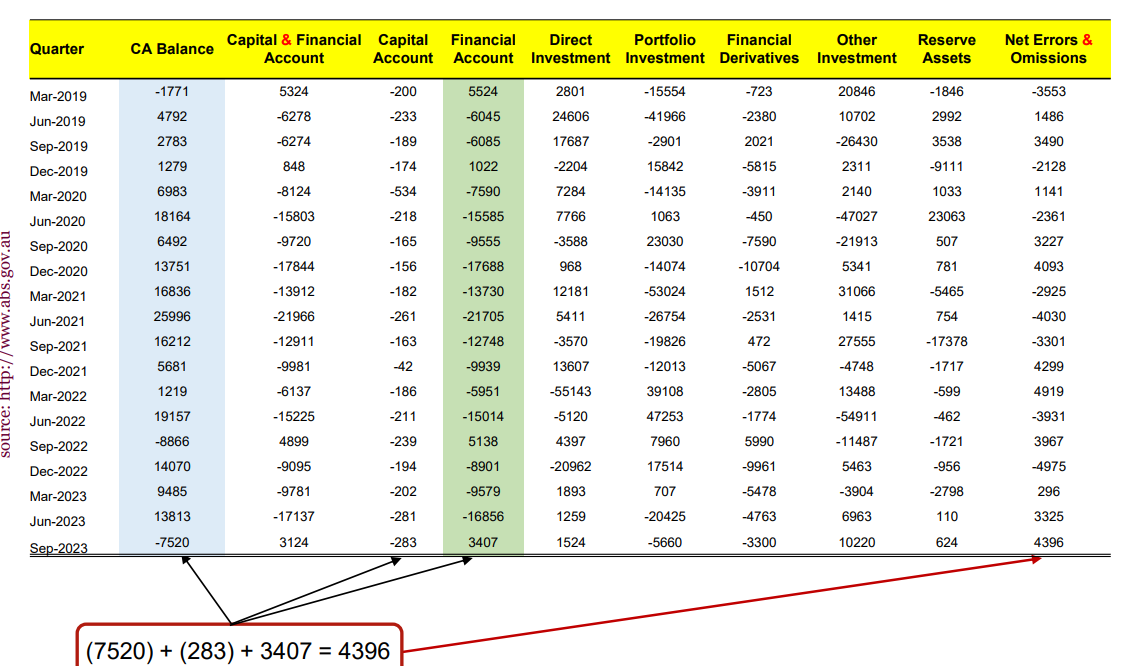 Quarter CA Balance Capital & Financial Account Capital Account Financial Account Direct Investment Portfolio Investment Financial Derivatives Other Investment Reserve Assets Net Errors & Omissions
Mar-2019 -1771 5324 -200 5524 2801 -15554 -723 20846 -1846 -3553
Jun-2019 4792 -6278 -233 -6045 24606 -41966 -2380 10702 2992 1486
Sep-2019 2783 -6274 -189 -6085 17687 -2901 2021 -26430 3538 3490
Dec-2019 1279 848 -174 1022 -2204 15842 -5815 2311 -9111 -2128
Mar-2020 6983 -8124 -534 -7590 7284 -14135 -3911 2140 1033 1141
Jun-2020 18164 -15803 -218 -15585 7766 1063 -450 -47027 23063 -2361
Sep-2020 6492 -9720 -165 -9555 -3588 23030 -7590 -21913 507 3227
Dec-2020 13751 -17844 -156 -17688 968 -14074 -10704 5341 781 4093
Mar-2021 16836 -13912 -182 -13730 12181 -53024 1512 31066 -5465 -2925
Jun-2021 25996 -21966 -261 -21705 5411 -26754 -2531 1415 754 -4030
Sep-2021 16212 -12911 -163 -12748 -3570 -19826 472 27555 -17378 -3301
Dec-2021 5681 -9981 -42 -9939 13607 -12013 -5067 -4748 -1717 4299
Mar-2022 1219 -6137 -186 -5951 -55143 39108 -2805 13488 -599 4919
Jun-2022 19157 -15225 -211 -15014 -5120 47253 -1774 -54911 -462 -3931
Sep-2022 -8866 4899 -239 5138 4397 7960 5990 -11487 -1721 3967
Dec-2022 14070 -9095 -194 -8901 -20962 17514 -9961 5463 -956 -4975
Mar-2023 9485 -9781 -202 -9579 1893 707 -5478 -3904 -2798 296
Jun-2023 13813 -17137 -281 -16856 1259 -20425 -4763 6963 110 3325
Sep-2023 -7520 3124 -283 3407 1524 -5660 -3300 10220 624 4396
source: http://www.abs.gov.au
(7520) + (283) + 3407 = 4396